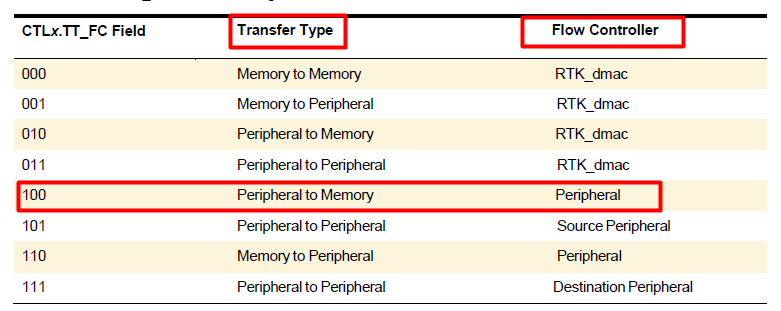 CTLx.TT_FC Field Transfer Type Flow Controller
000 Memory to Memory RTK_dmac
001 Memory to Peripheral RTK_dmac
010 Peripheral to Memory RTK_dmac
011 Peripheral to Peripheral RTK_dmac
100 Peripheral to Memory Peripheral
101 Peripheral to Peripheral Source Peripheral
110 Memory to Peripheral Peripheral
111 Peripheral to Peripheral Destination Peripheral